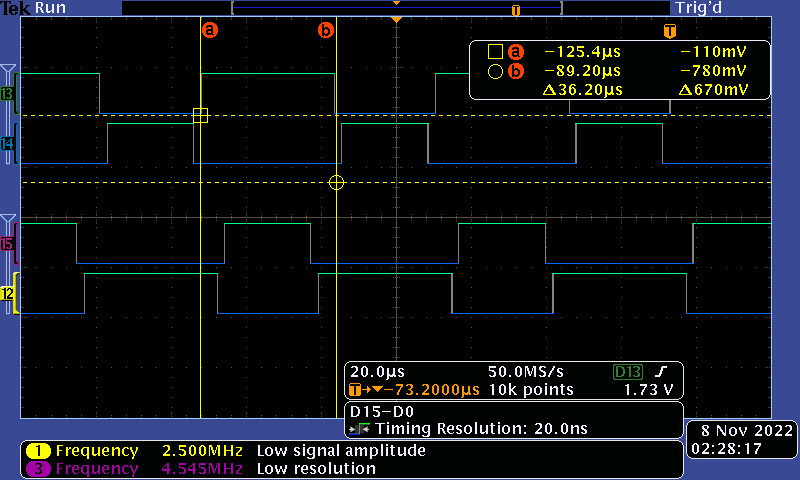 Tek Run Trig'd
a b T
a −125.4µs −110mV
b −89.20µs −780mV
Δ36.20µs Δ670mV
13
14
15
12
20.0µs 50.0MS/s D13
T→▼−73.2000µs 10k points 1.73 V
D15−D0
Timing Resolution: 20.0ns
8 Nov 2022
02:28:17
1 Frequency 2.500MHz Low signal amplitude
3 Frequency 4.545MHz Low resolution